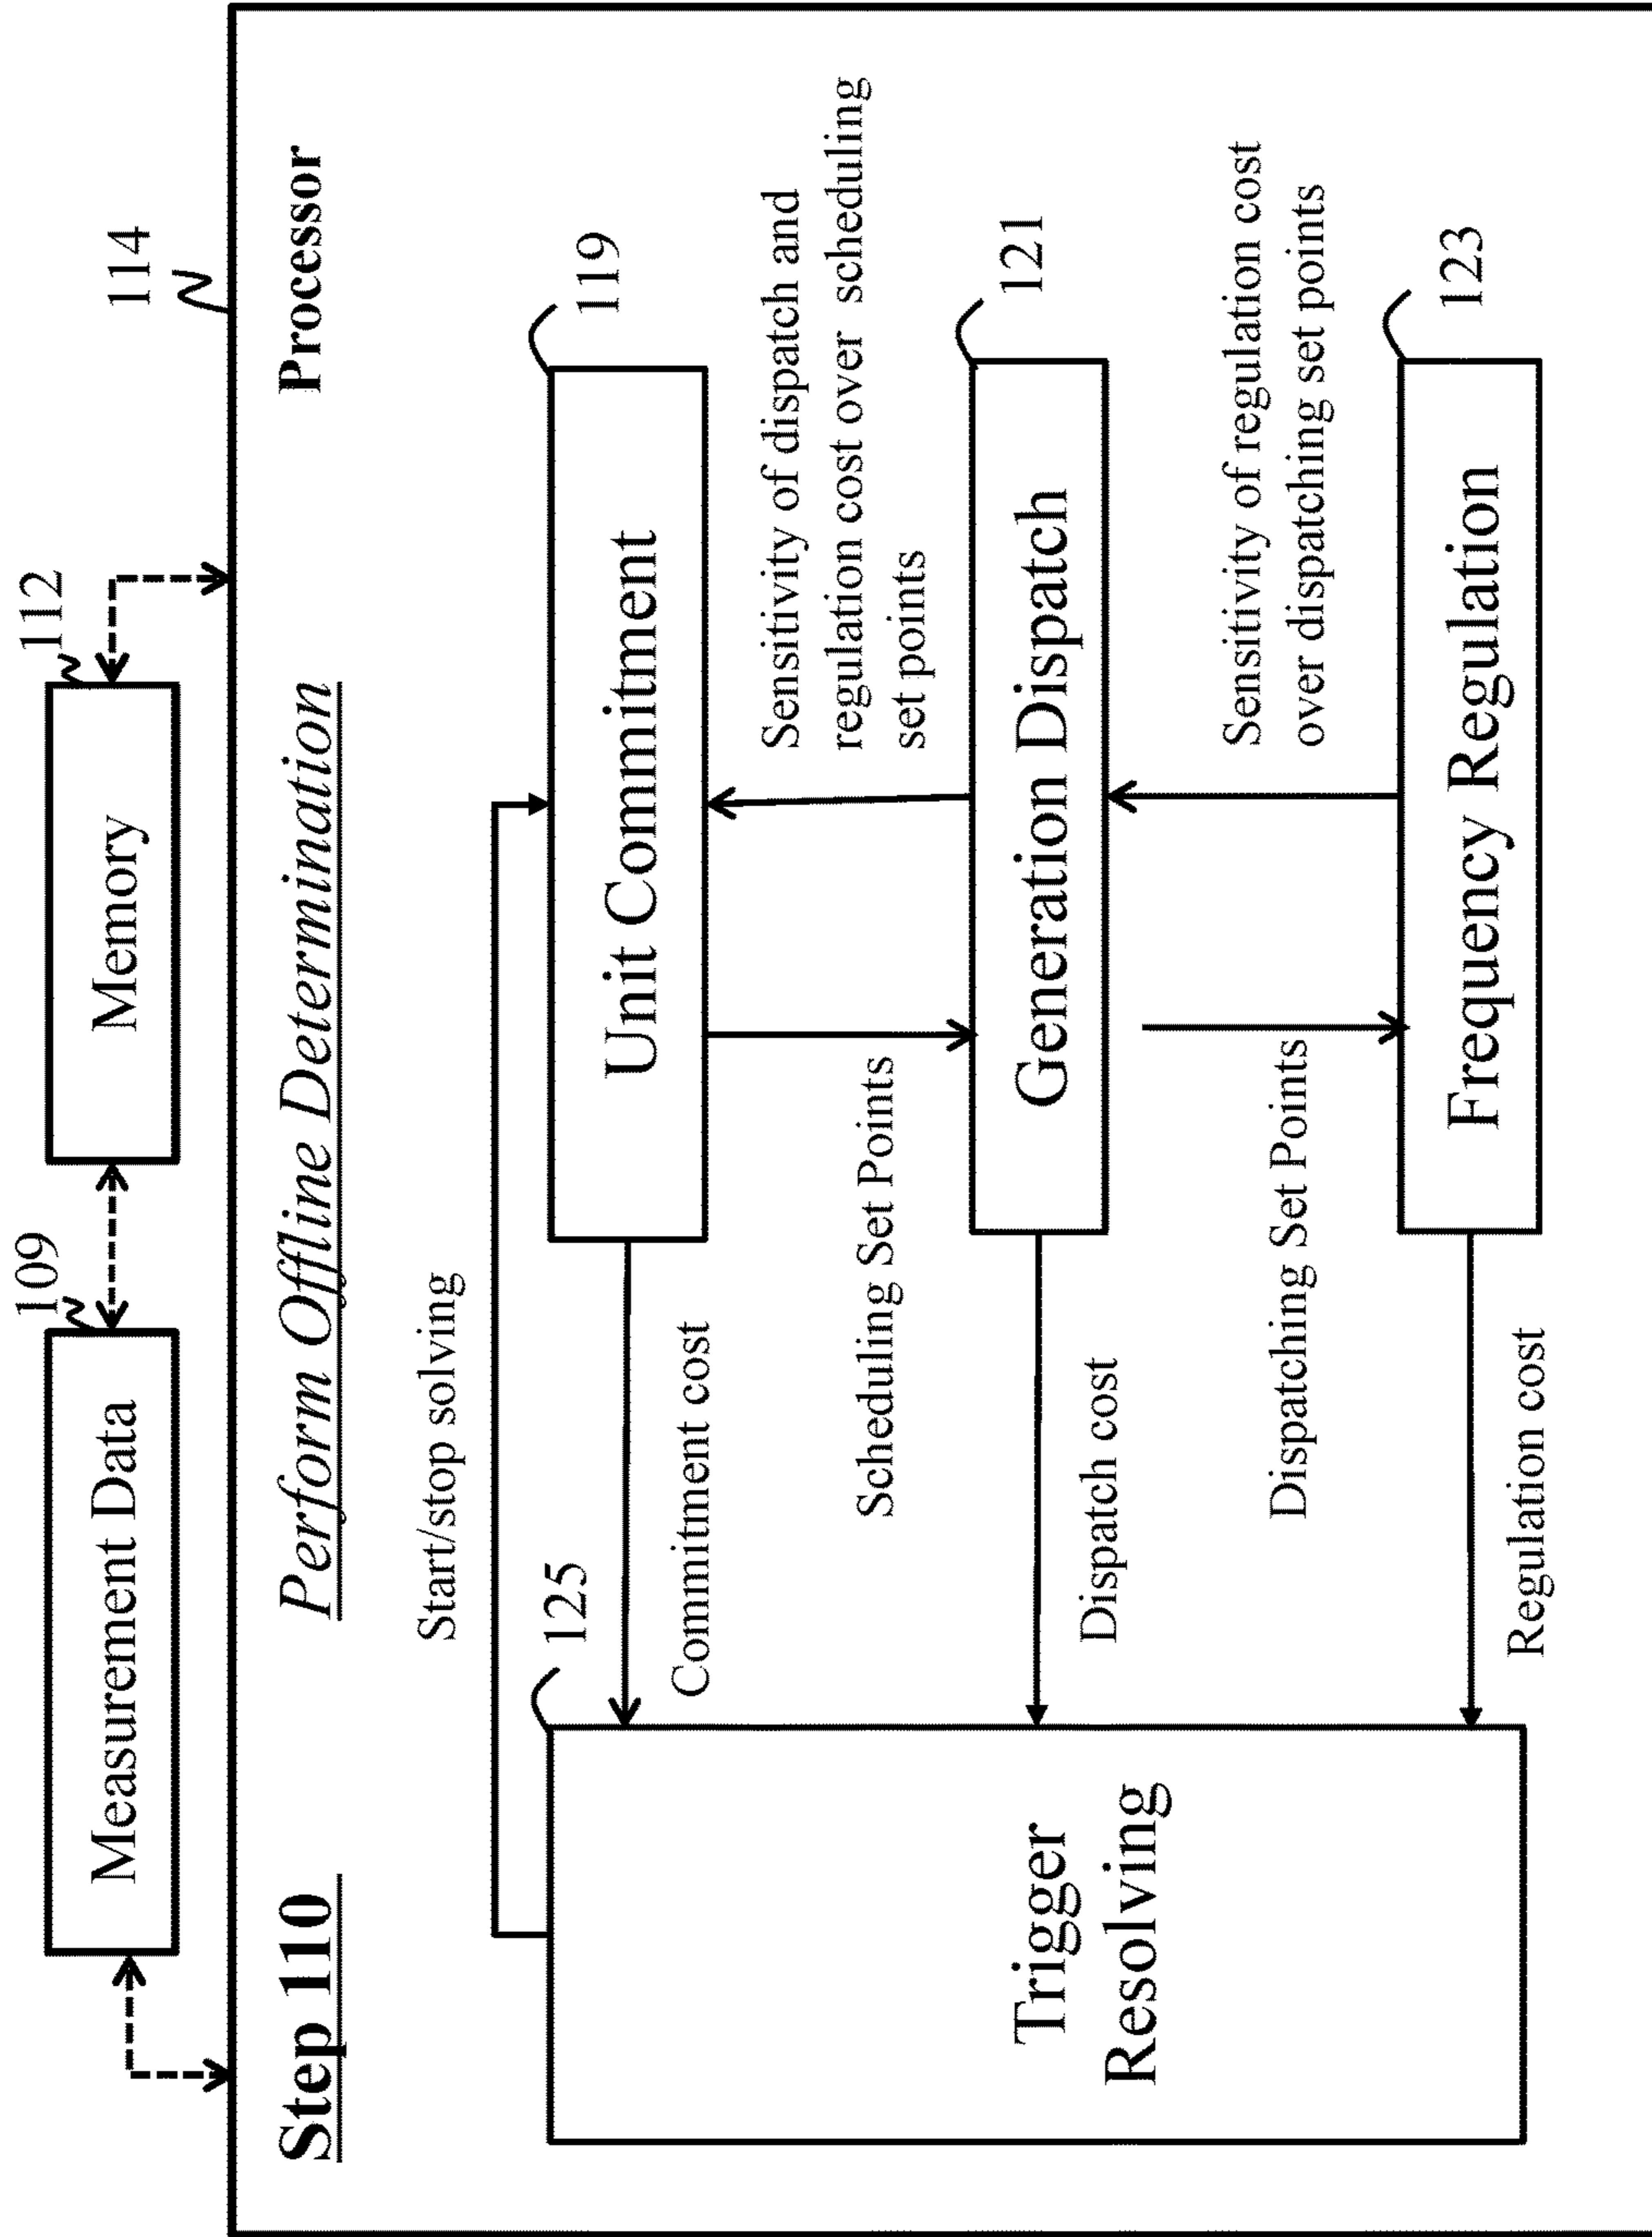 109
112
114
Measurement Data
Memory
Step 110
Perform Offline Determination
Processor
Start/stop solving
125
119
Unit Commitment
Commitment cost
Sensitivity of dispatch and
regulation cost over scheduling
set points
Scheduling Set Points
121
Trigger
Resolving
Generation Dispatch
Dispatch cost
Sensitivity of regulation cost
over dispatching set points
Dispatching Set Points
123
Frequency Regulation
Regulation cost